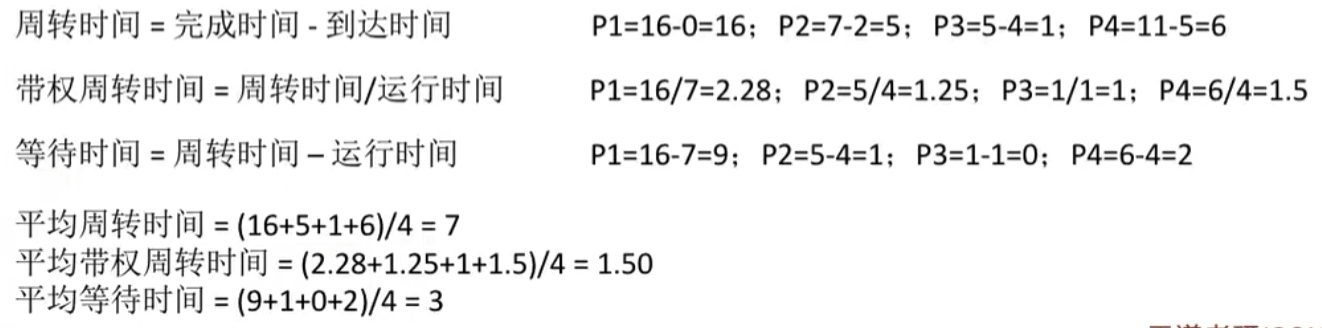 周转时间 = 完成时间 - 到达时间 P1=16-0=16；P2=7-2=5；P3=5-4=1；P4=11-5=6
带权周转时间 = 周转时间/运行时间 P1=16/7=2.28；P2=5/4=1.25；P3=1/1=1；P4=6/4=1.5
等待时间 = 周转时间 – 运行时间 P1=16-7=9；P2=5-4=1；P3=1-1=0；P4=6-4=2
平均周转时间 = (16+5+1+6)/4 = 7
平均带权周转时间 = (2.28+1.25+1+1.5)/4 = 1.50
平均等待时间 = (9+1+0+2)/4 = 3